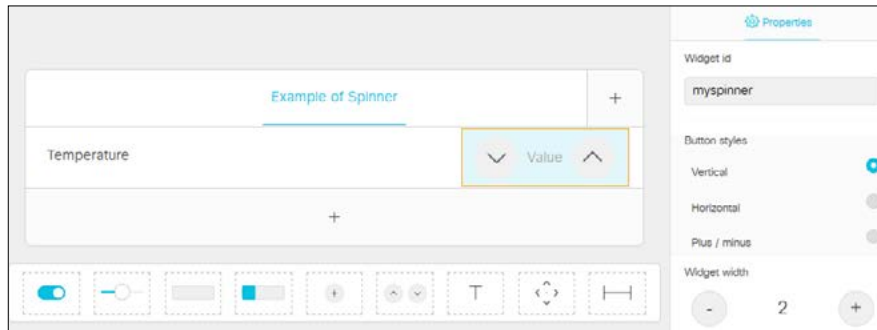 Properties
Widget id
myspinner
Example of Spinner
+
Temperature
Value
+
Button styles
Vertical
Horizontal
Plus / minus
Widget width
- 2 +
+
T